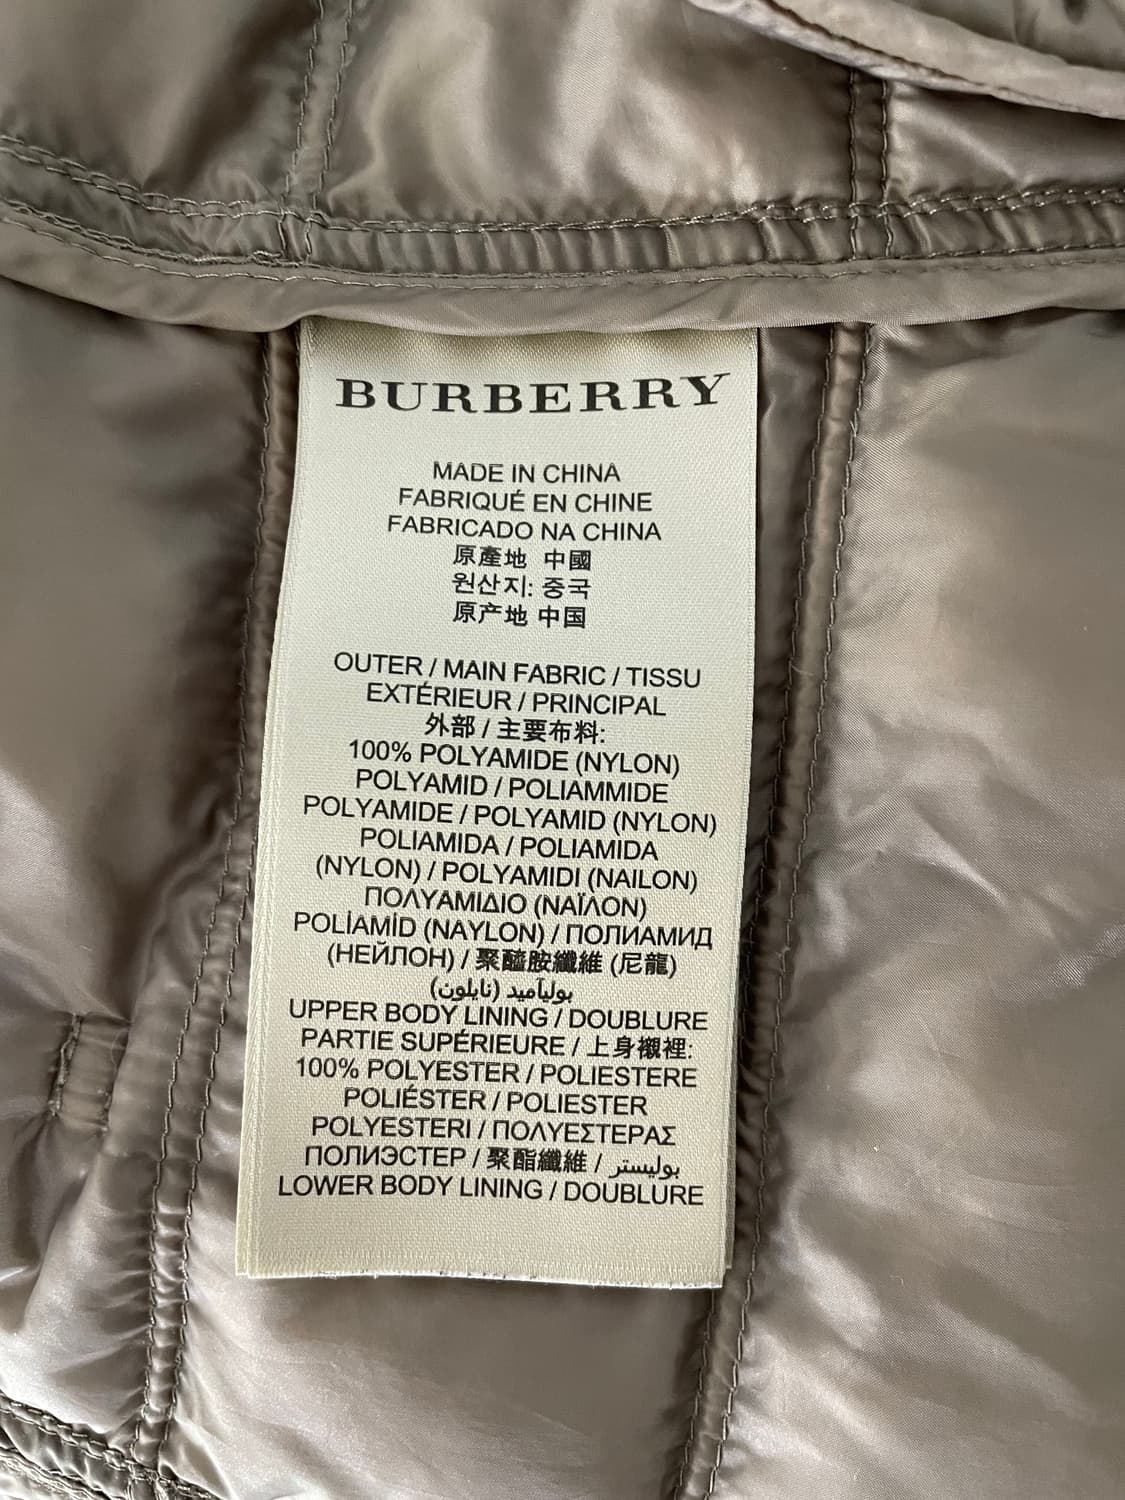 BURBERRY
MADE IN CHINA
FABRIQUÉ EN CHINE
FABRICADO NA CHINA
原產地 中國
원산지: 중국
原产地 中国
OUTER / MAIN FABRIC / TISSU
EXTÉRIEUR / PRINCIPAL
外部 / 主要布料:
100% POLYAMIDE (NYLON)
POLYAMID / POLIAMMIDE
POLYAMIDE / POLYAMID (NYLON)
POLIAMIDA / POLIAMIDA
(NYLON) / POLYAMIDI (NAILON)
ΠΟΛΥΑΜΙΔΙΟ (ΝΑΪΛΟΝ)
POLİAMİD (NAYLON) / ПОЛИАМИД
(НЕЙЛОН) / 聚醯胺纖維 (尼龍)
بوليآميد (نايلون)
UPPER BODY LINING / DOUBLURE
PARTIE SUPÉRIEURE / 上身襯裡:
100% POLYESTER / POLIESTERE
POLIÉSTER / POLIESTER
POLYESTERI / ΠΟΛΥΕΣΤΕΡΑΣ
ПОЛИЭСТЕР / 聚酯纖維 / بوليستر
LOWER BODY LINING / DOUBLURE